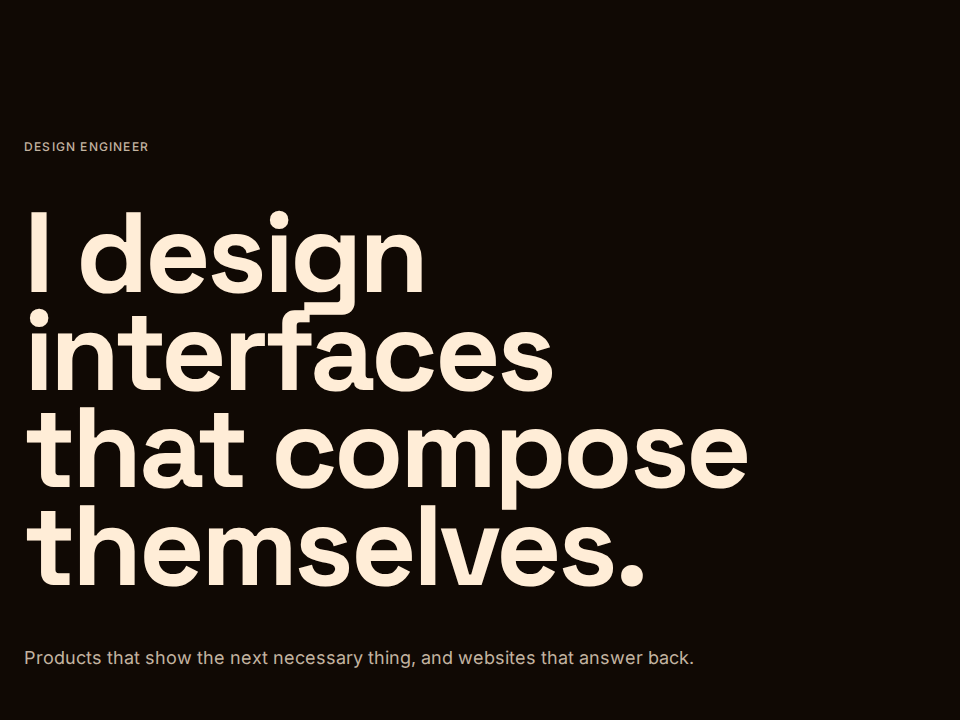 DESIGN ENGINEER
I design
interfaces
that compose
themselves.
Products that show the next necessary thing, and websites that answer back.